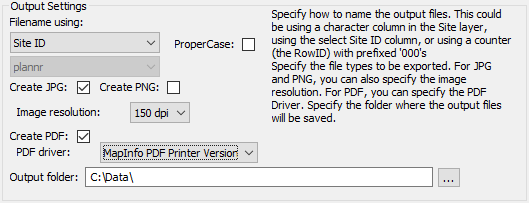 Output Settings
Filename using:
Site ID
ProperCase:
plannr
Create JPG:
Create PNG:
Image resolution:
150 dpi
Create PDF:
PDF driver:
MapInfo PDF Printer Version
Output folder:
C:\Data\
...
Specify how to name the output files. This could
be using a character column in the Site layer,
using the select Site ID column, or using a counter
(the RowID) with prefixed '000's
Specify the file types to be exported. For JPG
and PNG, you can also specify the image
resolution. For PDF, you can specify the PDF
Driver. Specify the folder where the output files
will be saved.